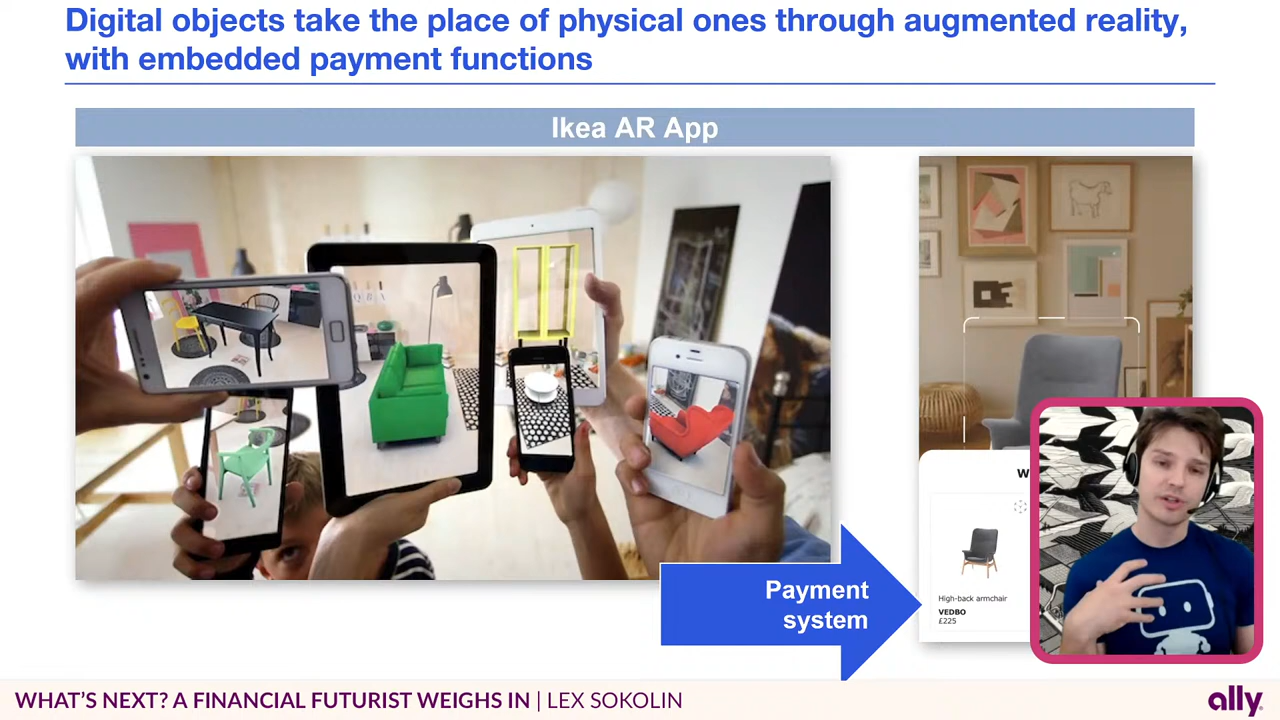 Digital objects take the place of physical ones through augmented reality,
with embedded payment functions
Ikea AR App
Payment
system
High-back armchair
VEDBO
£225
WHAT'S NEXT? A FINANCIAL FUTURIST WEIGHS IN | LEX SOKOLIN
ally